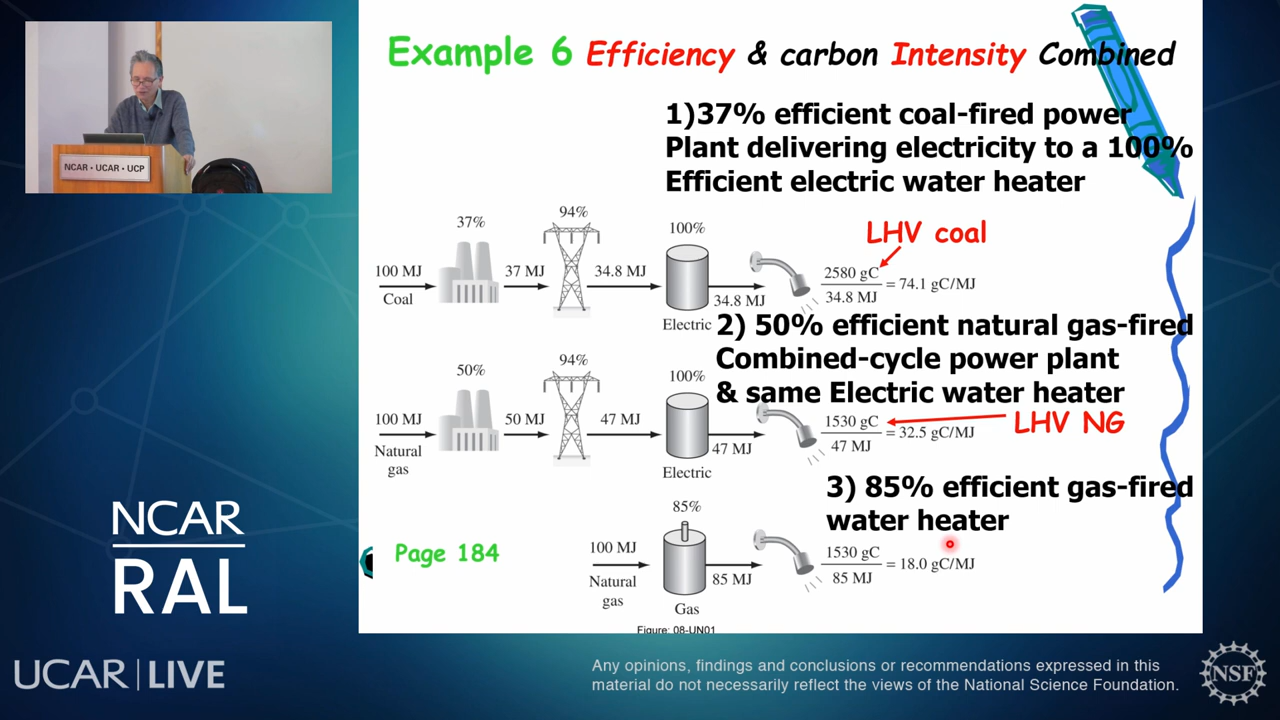 NCAR • UCAR • UCP
Example 6 Efficiency & carbon Intensity Combined
1)37% efficient coal-fired power
Plant delivering electricity to a 100%
Efficient electric water heater
LHV coal
37%
94%
100%
100 MJ
Coal
37 MJ
34.8 MJ
Electric
34.8 MJ
2580 gC
34.8 MJ
= 74.1 gC/MJ
2) 50% efficient natural gas-fired
Combined-cycle power plant
& same Electric water heater
LHV NG
50%
94%
100%
100 MJ
Natural
gas
50 MJ
47 MJ
Electric
47 MJ
1530 gC
47 MJ
= 32.5 gC/MJ
3) 85% efficient gas-fired
water heater
85%
100 MJ
Natural
gas
Gas
85 MJ
1530 gC
85 MJ
= 18.0 gC/MJ
Page 184
Figure: 08-UN01
NCAR
RAL
UCAR | LIVE
Any opinions, findings and conclusions or recommendations expressed in this
material do not necessarily reflect the views of the National Science Foundation.
NSF